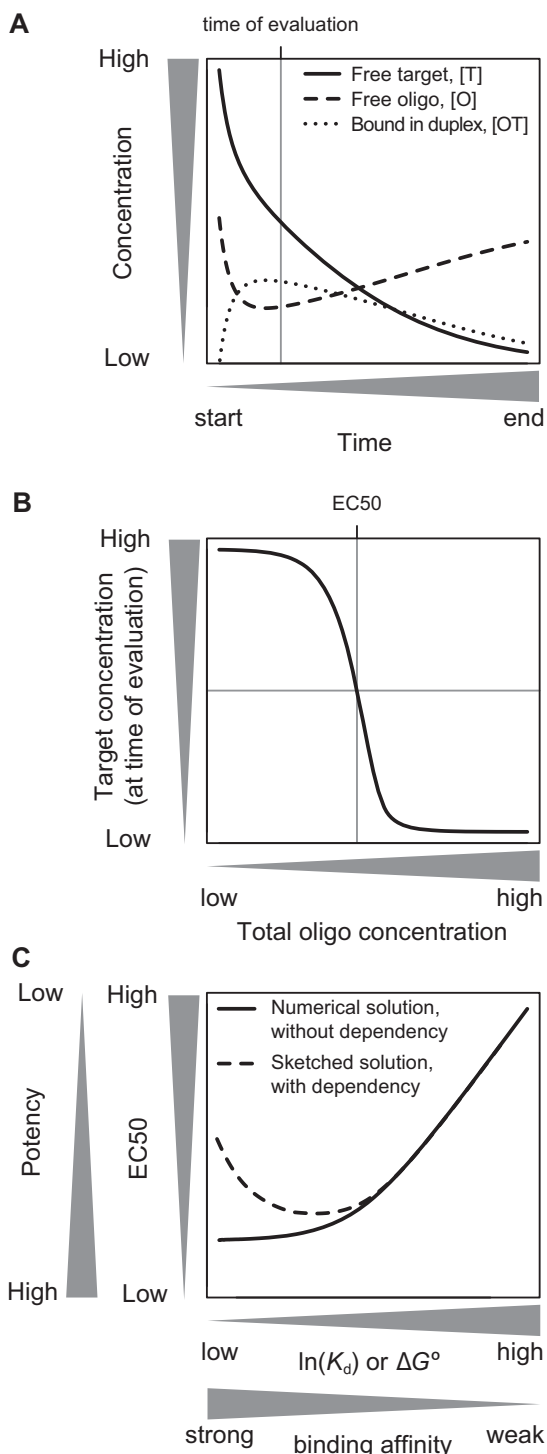 A
time of evaluation
High
Free target, [T]
Free oligo, [O]
Bound in duplex, [OT]
Concentration
Low
start
end
Time
B
EC50
High
Target concentration
(at time of evaluation)
Low
low
high
Total oligo concentration
C
Low
High
Numerical solution,
without dependency
Sketched solution,
with dependency
Potency
EC50
High
Low
low
ln(Kd) or ΔGº
high
strong
binding affinity
weak